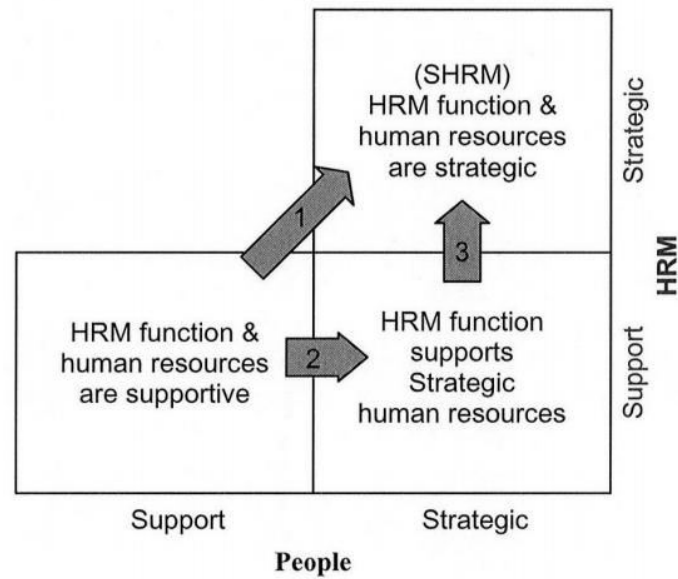 (SHRM)
HRM function &
human resources
are strategic
Strategic
1
3
HRM
HRM function &
human resources
are supportive
2
HRM function
supports
Strategic
human resources
Support
Support
Strategic
People